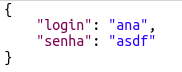 {
    "login": "ana",
    "senha": "asdf"
}